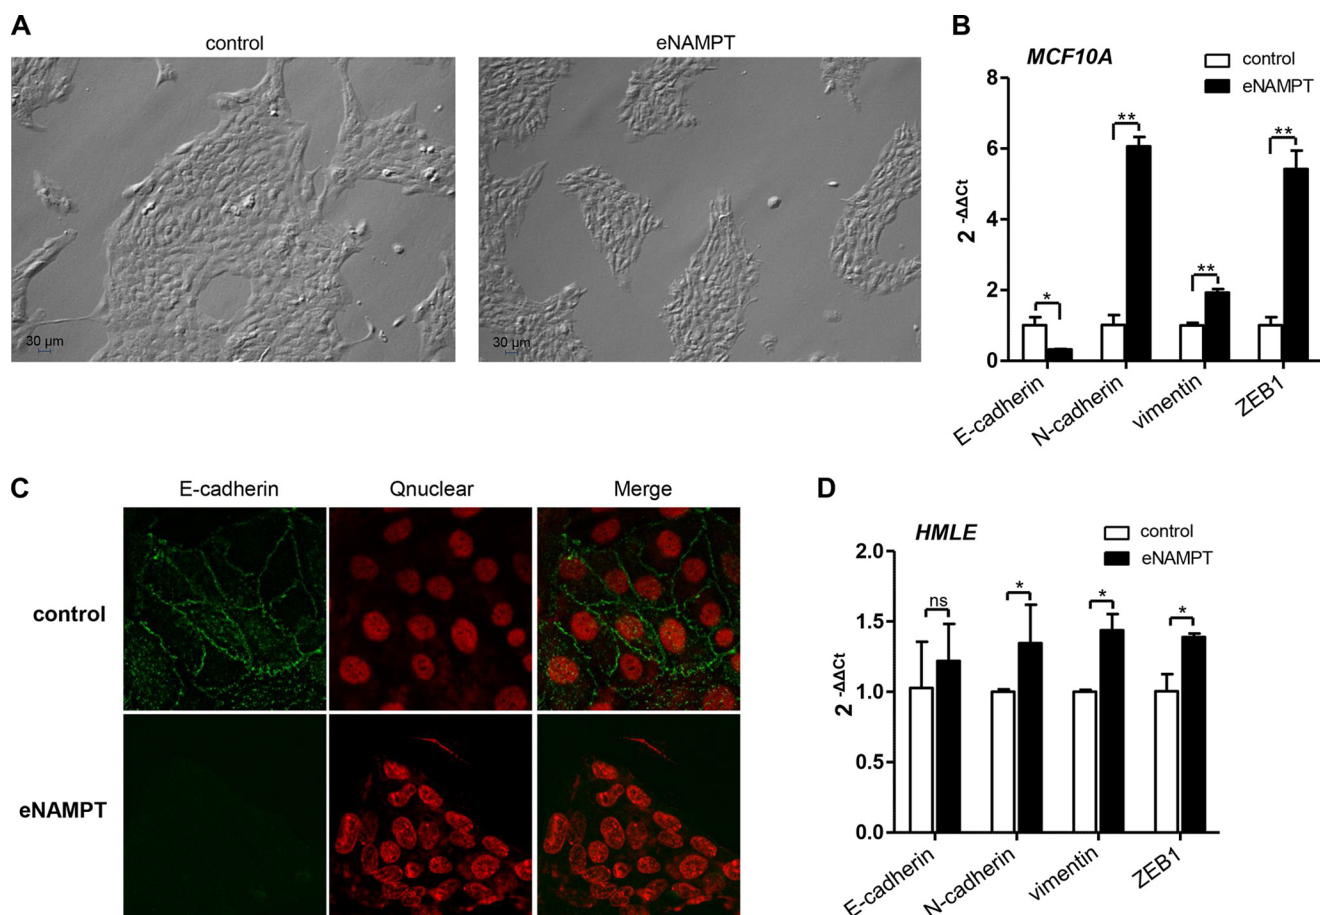 A
control
eNAMPT
30 µm
30 µm
B
MCF10A
control
eNAMPT
2 -ΔΔCt
8
6
4
2
0
*
**
**
**
E-cadherin
N-cadherin
vimentin
ZEB1
C
E-cadherin
Qnuclear
Merge
control
eNAMPT
D
HMLE
control
eNAMPT
2 -ΔΔCt
2.0
1.5
1.0
0.5
0.0
ns
*
*
*
E-cadherin
N-cadherin
vimentin
ZEB1